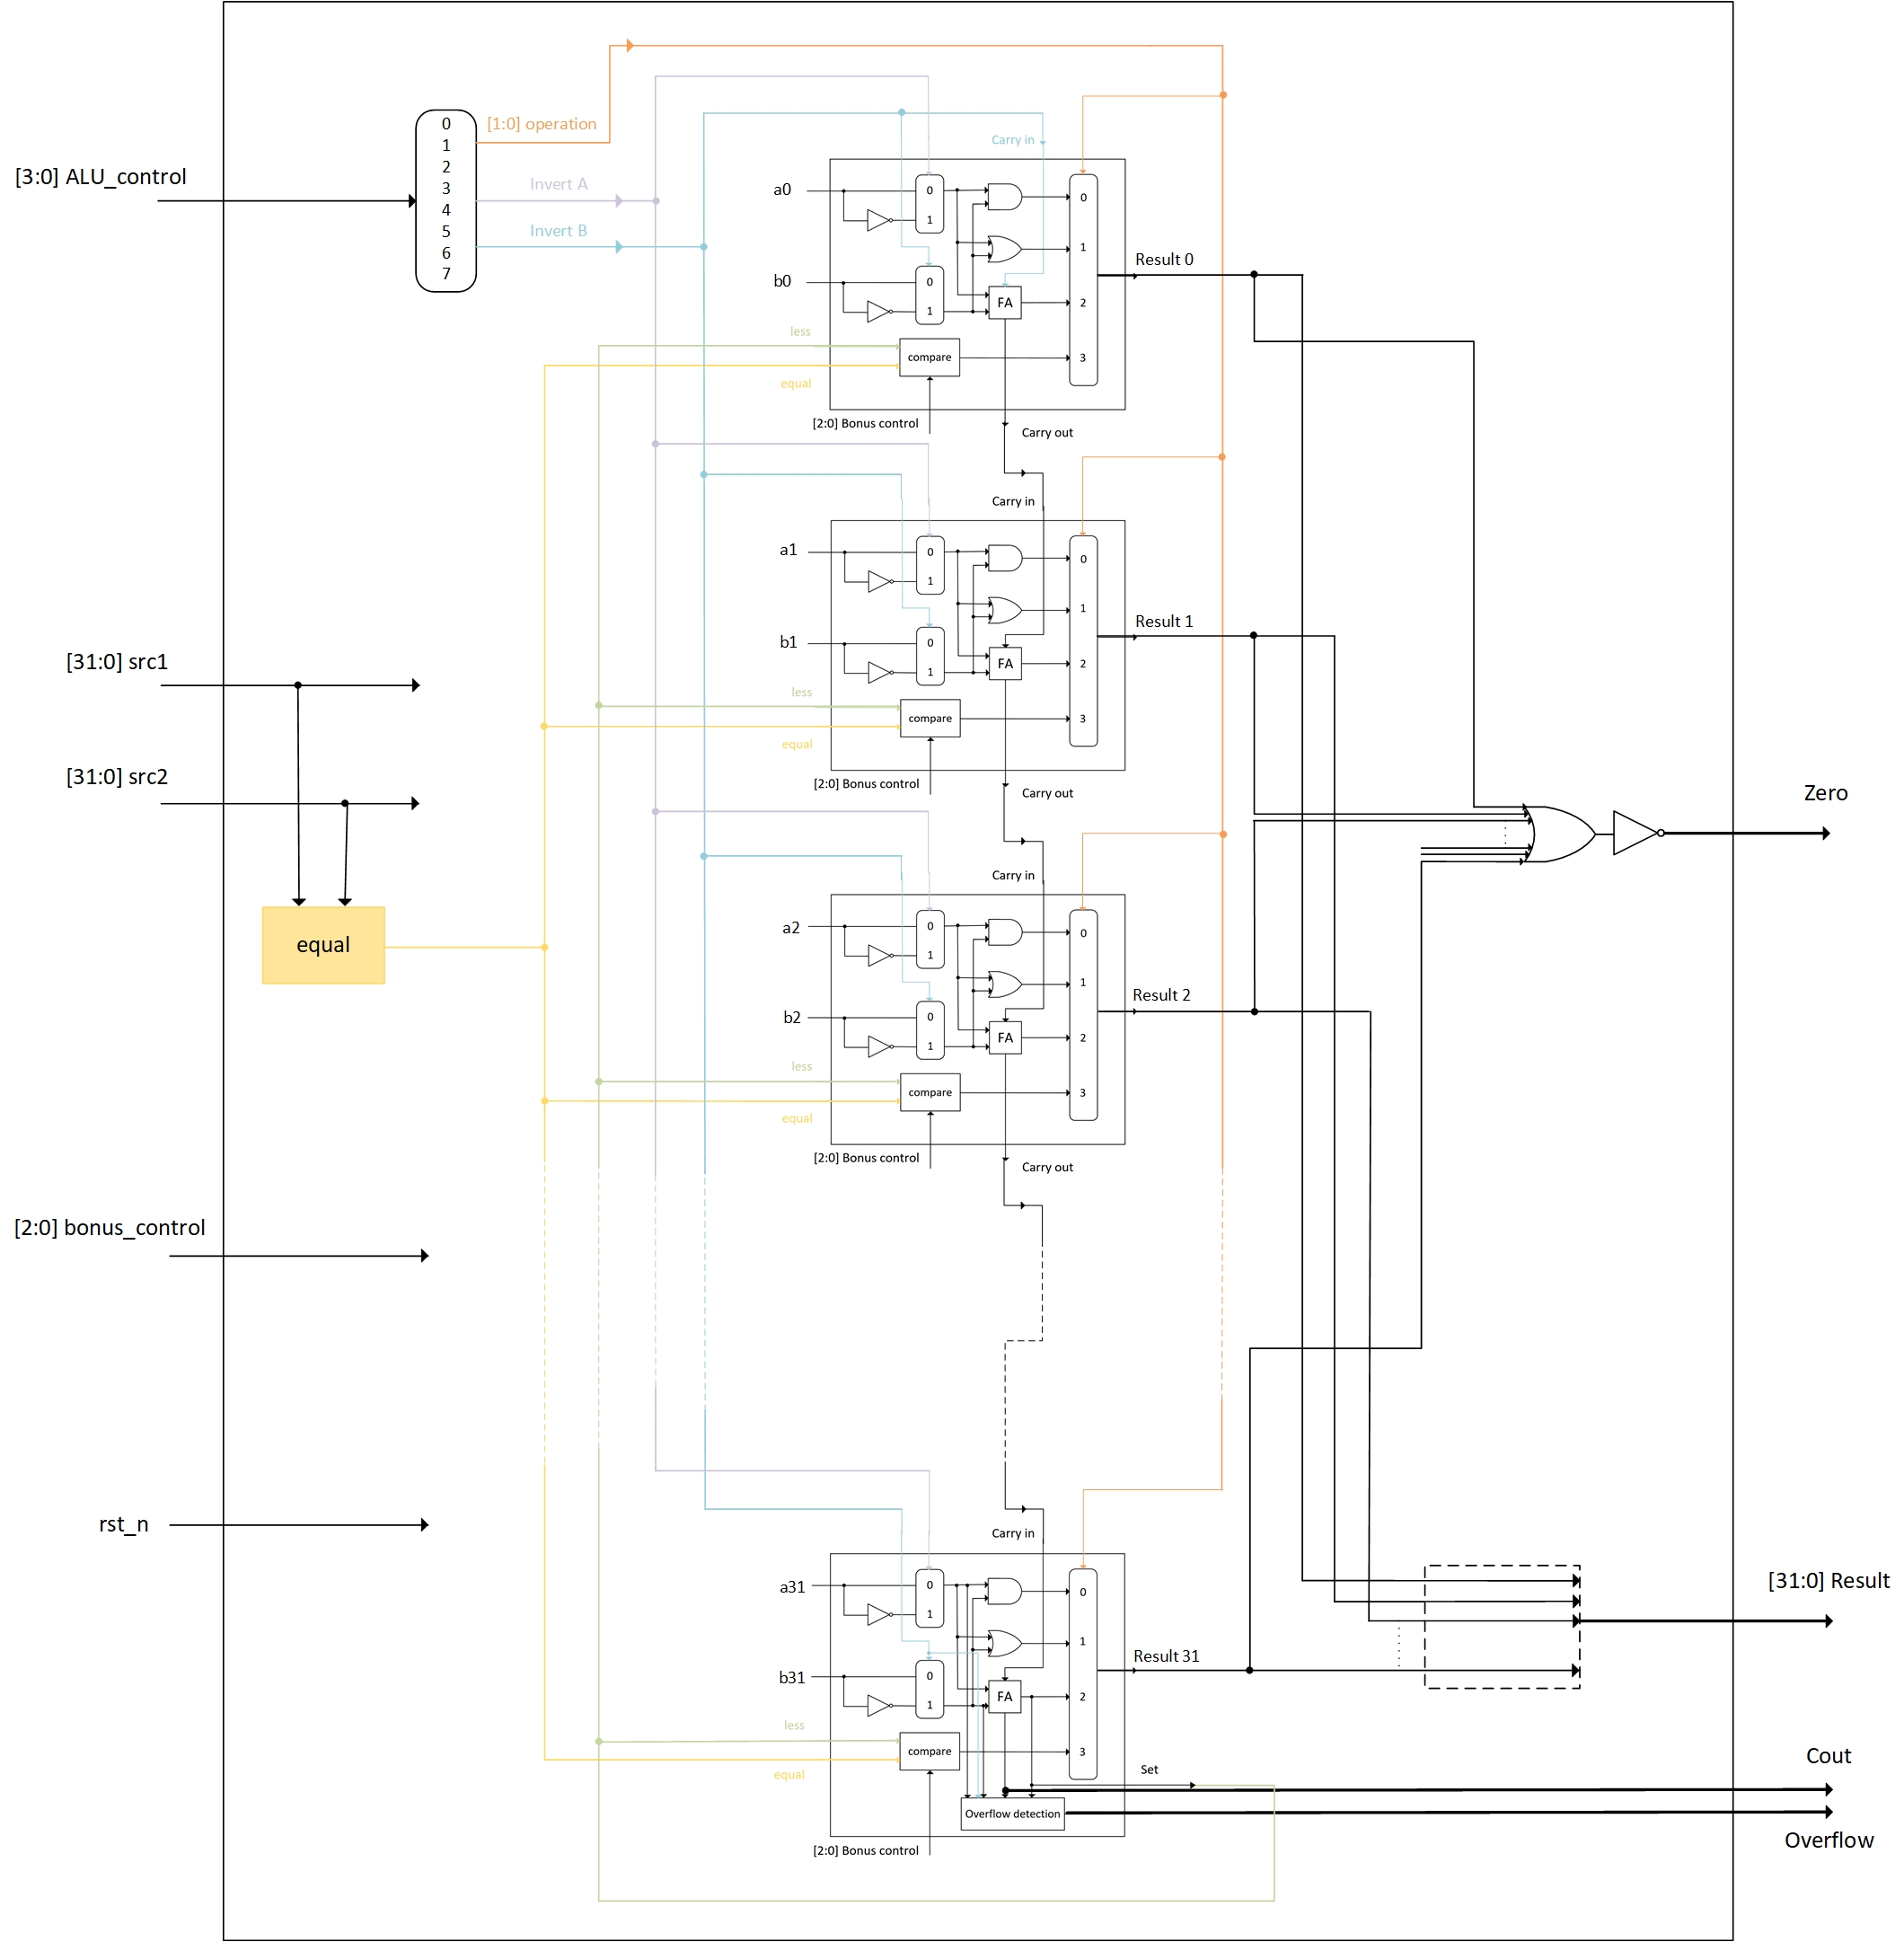 [3:0] ALU_control
0
1
2
3
4
5
6
7
[1:0] operation
Invert A
Invert B
Carry in
a0
0
1
b0
0
1
FA
0
1
2
3
Result 0
less
compare
equal
[2:0] Bonus control
Carry out
Carry in
a1
0
1
b1
0
1
FA
0
1
2
3
Result 1
less
compare
equal
[2:0] Bonus control
Carry out
[31:0] src1
[31:0] src2
equal
Zero
Carry in
a2
0
1
b2
0
1
FA
0
1
2
3
Result 2
less
compare
equal
[2:0] Bonus control
Carry out
[2:0] bonus_control
rst_n
Carry in
a31
0
1
b31
0
1
FA
0
1
2
3
Result 31
less
compare
equal
Set
Overflow detection
[2:0] Bonus control
[31:0] Result
Cout
Overflow